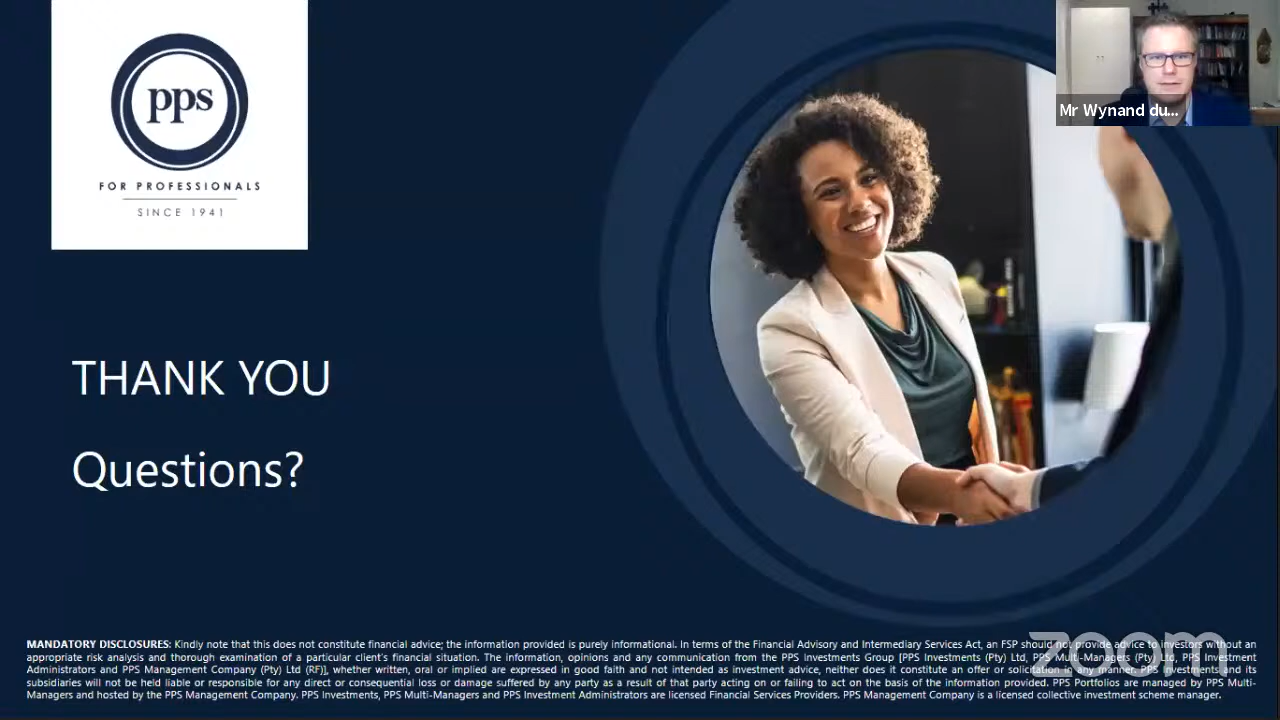 pps
FOR PROFESSIONALS
SINCE 1941
Mr Wynand du...
THANK YOU
Questions?
MANDATORY DISCLOSURES: Kindly note that this does not constitute financial advice; the information provided is purely informational. In terms of the Financial Advisory and Intermediary Services Act, an FSP should not provide advice to investors without an
appropriate risk analysis and thorough examination of a particular client's financial situation. The information, opinions and any communication from the PPS Investments Group [PPS Investments (Pty) Ltd, PPS Multi-Managers (Pty) Ltd, PPS Investment
Administrators and PPS Management Company (Pty) Ltd (RF)], whether written, oral or implied are expressed in good faith and not intended as investment advice, neither does it constitute an offer or solicitation in any manner. PPS Investments and its
subsidiaries will not be held liable or responsible for any direct or consequential loss or damage suffered by any party as a result of that party acting on or failing to act on the basis of the information provided. PPS Portfolios are managed by PPS Multi-
Managers and hosted by the PPS Management Company. PPS Investments, PPS Multi-Managers and PPS Investment Administrators are licensed Financial Services Providers. PPS Management Company is a licensed collective investment scheme manager.
zoom